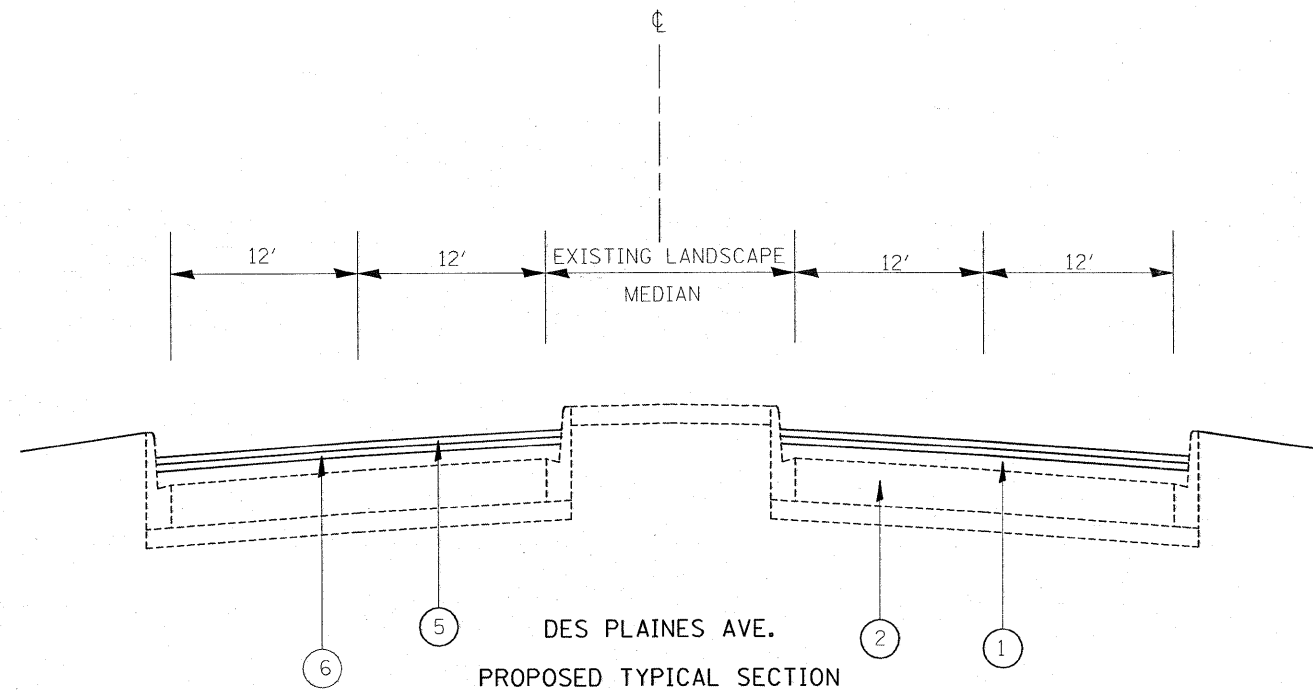 ℄
12'
12'
EXISTING LANDSCAPE
MEDIAN
12'
12'
5
6
2
1
DES PLAINES AVE.
PROPOSED TYPICAL SECTION